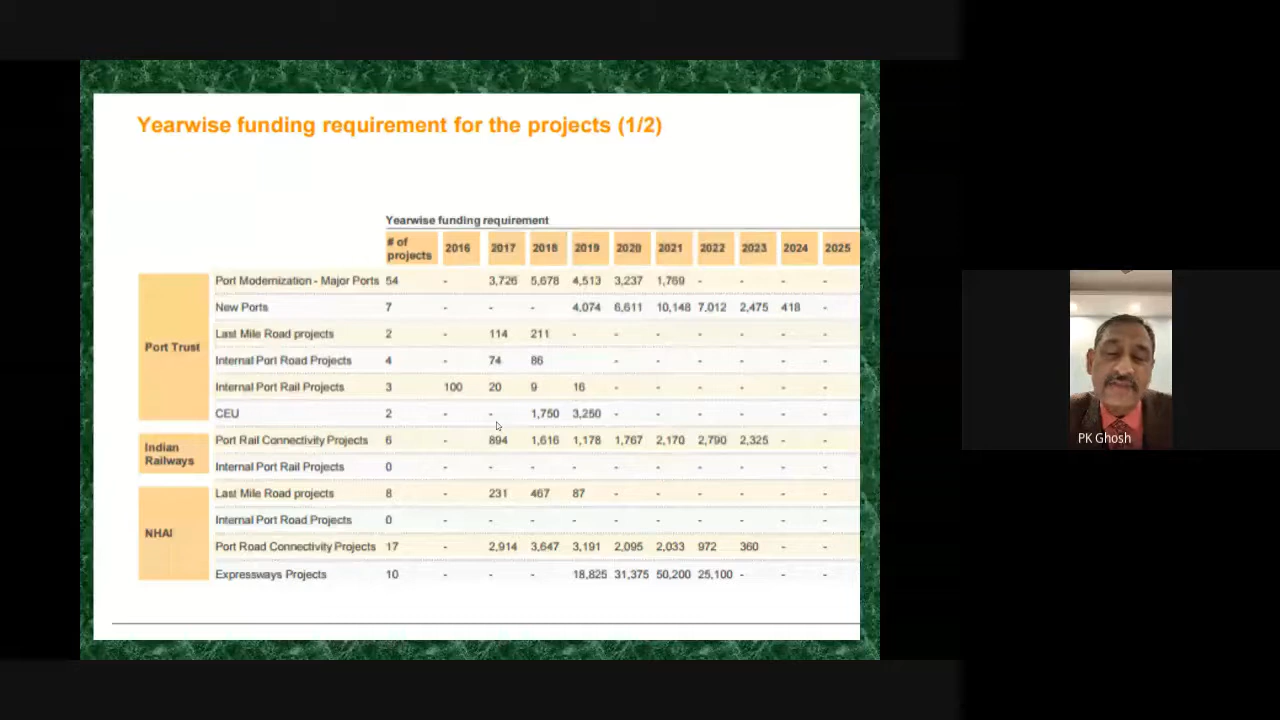 Yearwise funding requirement for the projects (1/2)
Yearwise funding requirement
# of projects 2016 2017 2018 2019 2020 2021 2022 2023 2024 2025
Port Trust
Port Modernization - Major Ports 54 - 3,726 5,678 4,513 3,237 1,769 - - - -
New Ports 7 - - - 4,074 6,611 10,148 7,012 2,475 418 -
Last Mile Road projects 2 - 114 211 - - - - - - -
Internal Port Road Projects 4 - 74 86 - - - - - -
Internal Port Rail Projects 3 100 20 9 16 - - - - - -
CEU 2 - - 1,750 3,250 - - - - - -
Indian Railways
Port Rail Connectivity Projects 6 - 894 1,616 1,178 1,767 2,170 2,790 2,325 - -
Internal Port Rail Projects 0 - - - - - - - - - -
NHAI
Last Mile Road projects 8 - 231 467 87 - - - - - -
Internal Port Road Projects 0 - - - - - - - - - -
Port Road Connectivity Projects 17 - 2,914 3,647 3,191 2,095 2,033 972 360 - -
Expressways Projects 10 - - - 18,825 31,375 50,200 25,100 - - -
PK Ghosh